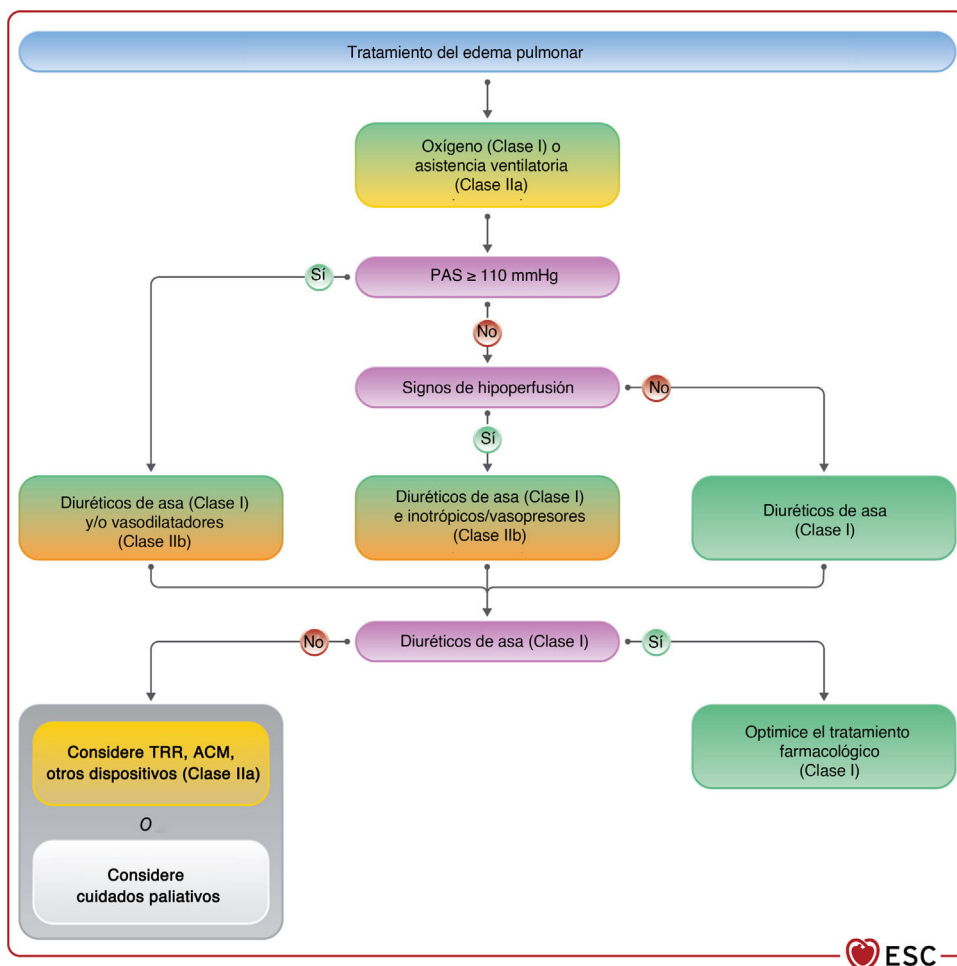 Tratamiento del edema pulmonar
Oxígeno (Clase I) o
asistencia ventilatoria
(Clase IIa)
Sí
PAS ≥ 110 mmHg
No
Signos de hipoperfusión
No
Sí
Diuréticos de asa (Clase I)
y/o vasodilatadores
(Clase IIb)
Diuréticos de asa (Clase I)
e inotrópicos/vasopresores
(Clase IIb)
Diuréticos de asa
(Clase I)
No
Diuréticos de asa (Clase I)
Sí
Considere TRR, ACM,
otros dispositivos (Clase IIa)
O
Considere
cuidados paliativos
Optimice el tratamiento
farmacológico
(Clase I)
ESC